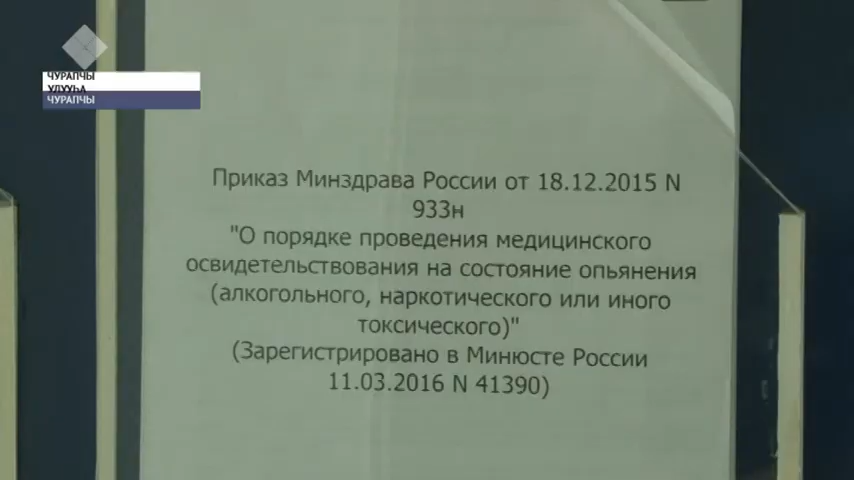 ЧУРАПЧЫ
УЛУУҺА
ЧУРАПЧЫ
Приказ Минздрава России от 18.12.2015 N
933н
"О порядке проведения медицинского
освидетельствования на состояние опьянения
(алкогольного, наркотического или иного
токсического)"
(Зарегистрировано в Минюсте России
11.03.2016 N 41390)